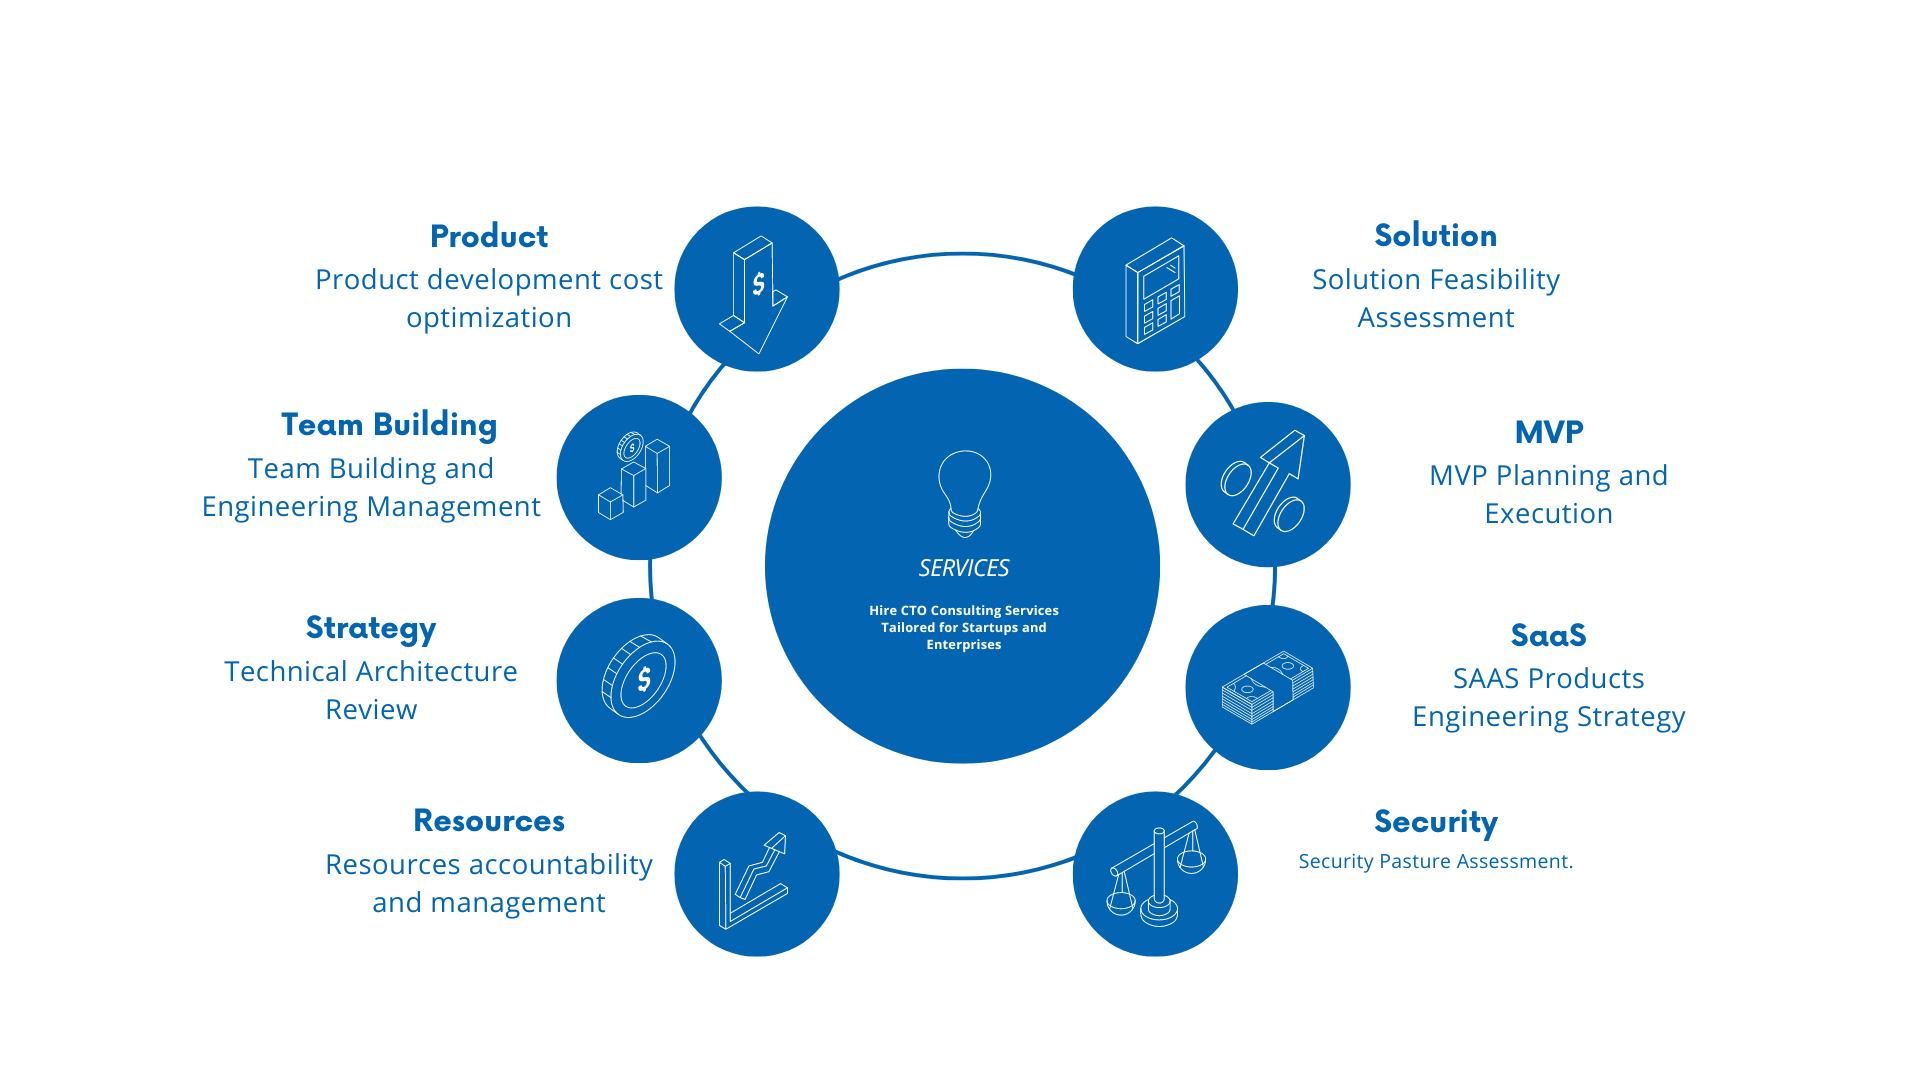 Product
Product development cost
optimization
Team Building
Team Building and
Engineering Management
Strategy
Technical Architecture
Review
Resources
Resources accountability
and management
$
$
$
SERVICES
Hire CTO Consulting Services
Tailored for Startups and
Enterprises
Solution
Solution Feasibility
Assessment
MVP
MVP Planning and
Execution
SaaS
SAAS Products
Engineering Strategy
Security
Security Pasture Assessment.